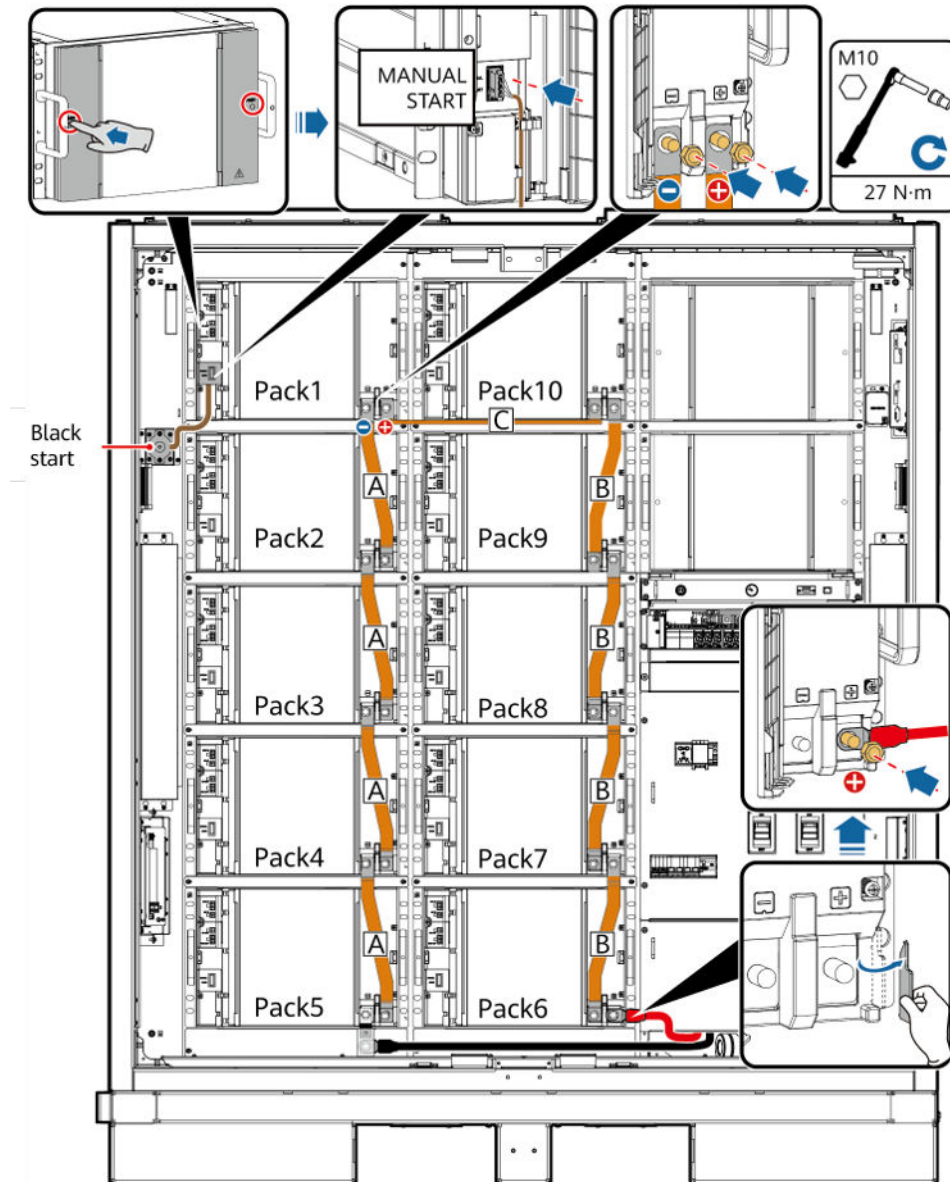 MANUAL
START
M10
27 N·m
Pack1
Pack10
C
Black
start
A
B
Pack2
Pack9
A
B
Pack3
Pack8
A
B
Pack4
Pack7
A
B
Pack5
Pack6